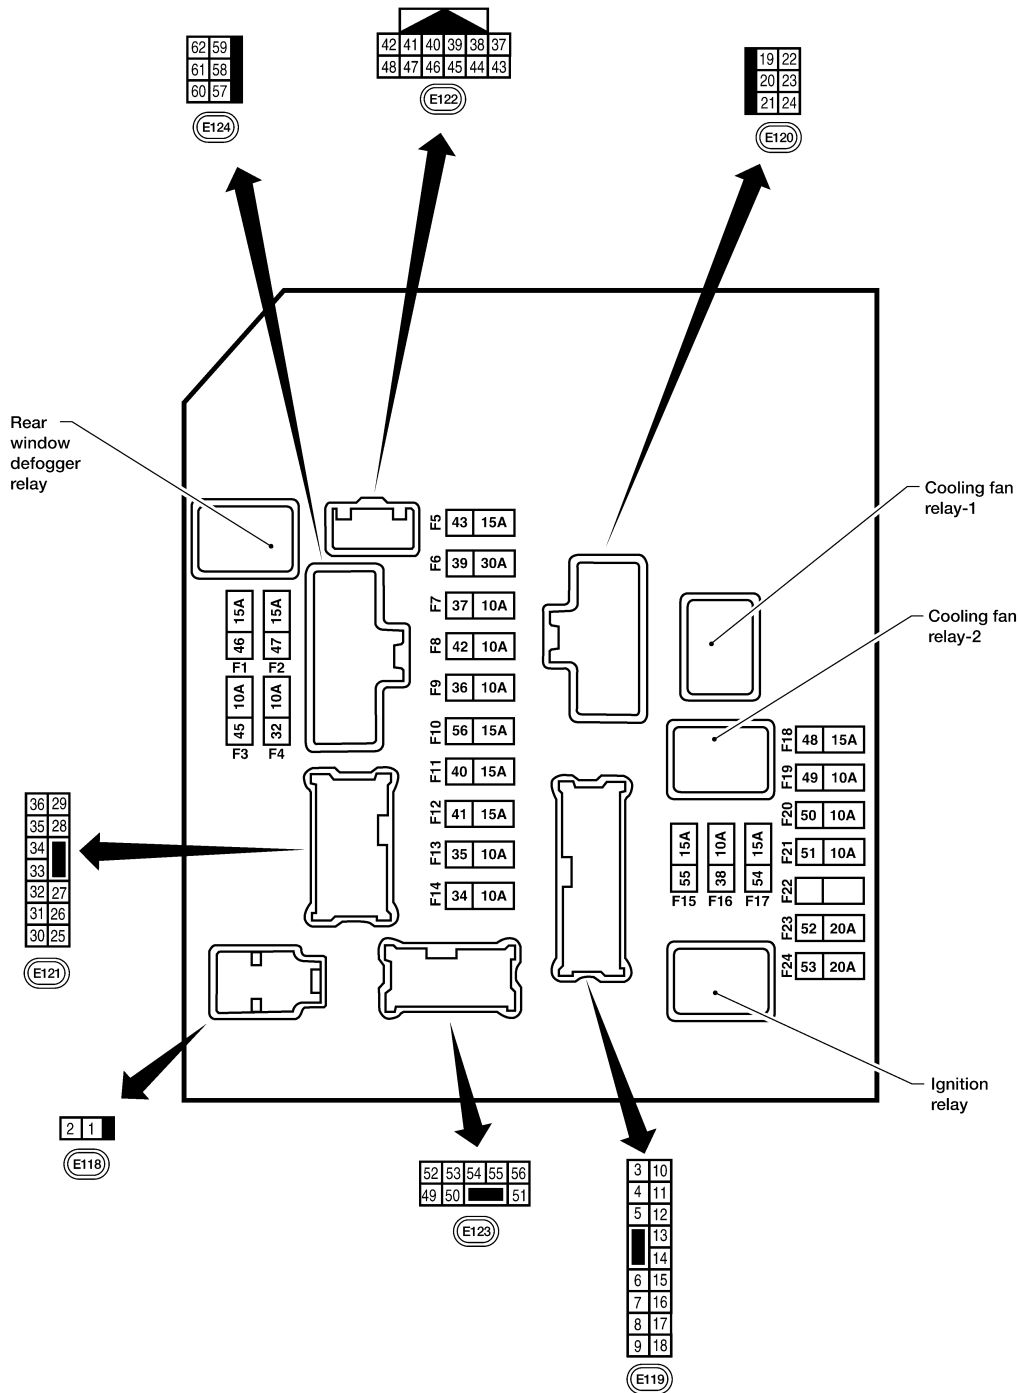 62 59
61 58
60 57
E124
42 41 40 39 38 37
48 47 46 45 44 43
E122
19 22
20 23
21 24
E120
Rear
window
defogger
relay
Cooling fan
relay-1
Cooling fan
relay-2
F5 43 15A
F6 39 30A
F7 37 10A
F8 42 10A
F9 36 10A
F10 56 15A
F11 40 15A
F12 41 15A
F13 35 10A
F14 34 10A
46 15A
F1
47 15A
F2
45 10A
F3
32 10A
F4
F18 48 15A
F19 49 10A
F20 50 10A
F21 51 10A
F22
F23 52 20A
F24 53 20A
55 15A
F15
38 10A
F16
54 15A
F17
36 29
35 28
34
33
32 27
31 26
30 25
E121
Ignition
relay
2 1
E118
52 53 54 55 56
49 50 51
E123
3 10
4 11
5 12
13
14
6 15
7 16
8 17
9 18
E119